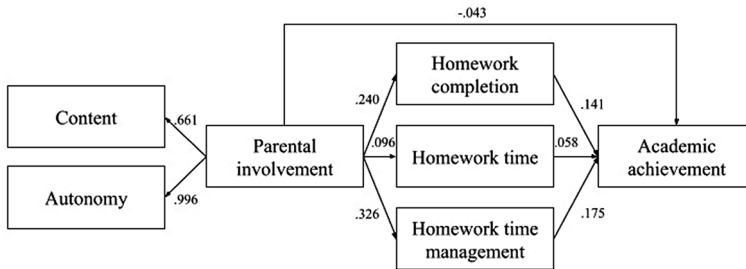 -.043
Homework
completion
.240
.141
Content
.661
Parental
involvement
.096
Homework time
.058
Academic
achievement
Autonomy
.996
.326
Homework time
management
.175